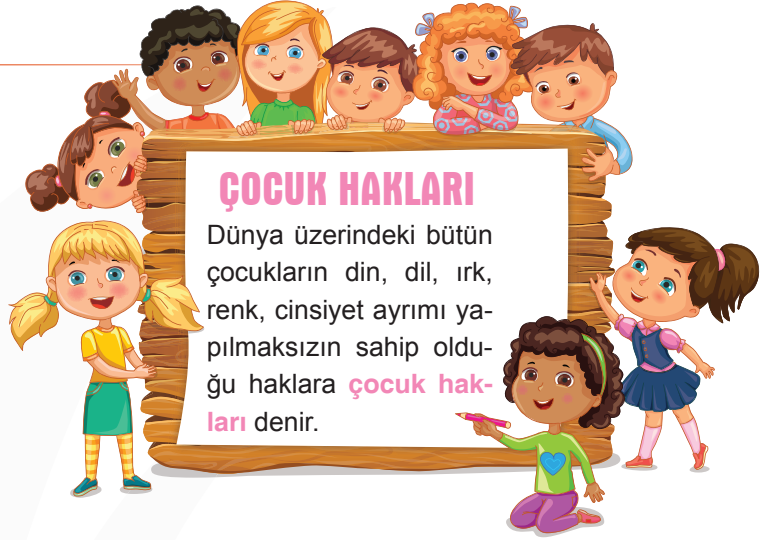 ÇOCUK HAKLARI
Dünya üzerindeki bütün
çocukların din, dil, ırk,
renk, cinsiyet ayrımı ya-
pılmaksızın sahip oldu-
ğu haklara çocuk hak-
ları denir.